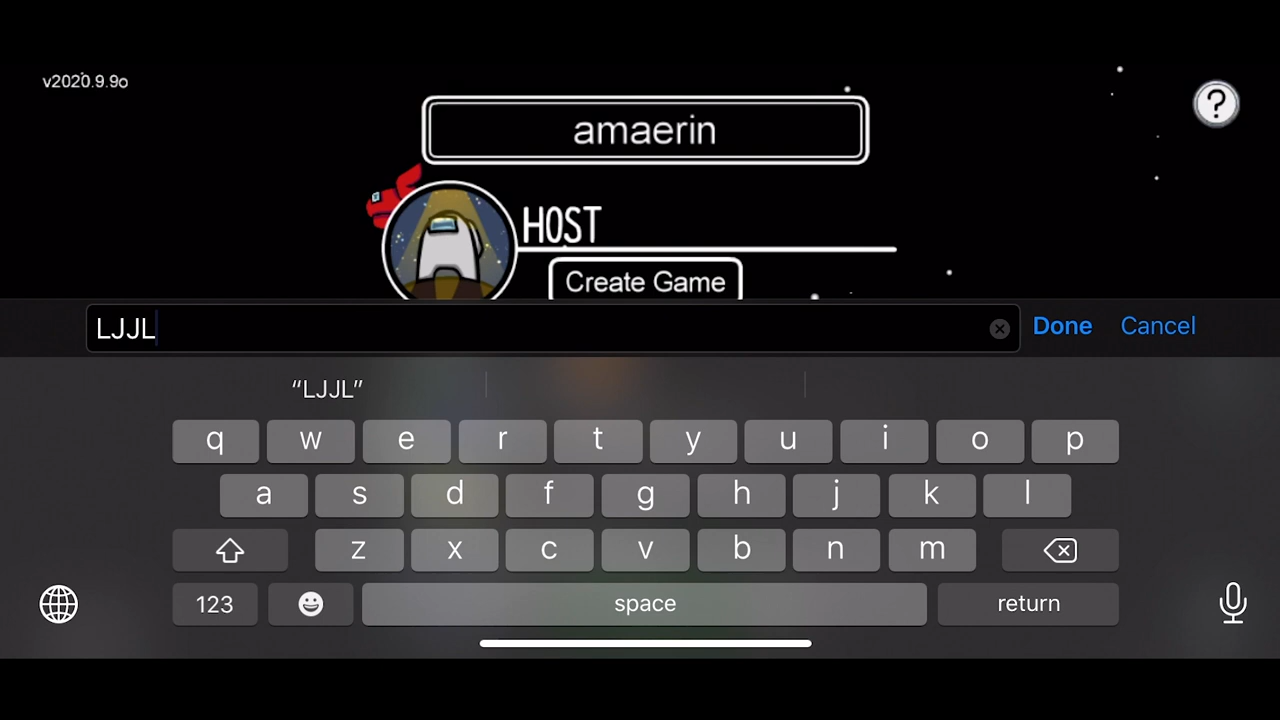 v2020.9.9o
?
amaerin
HOST
Create Game
LJJL
Done
Cancel
“LJJL”
q w e r t y u i o p
a s d f g h j k l
z x c v b n m
123
space
return